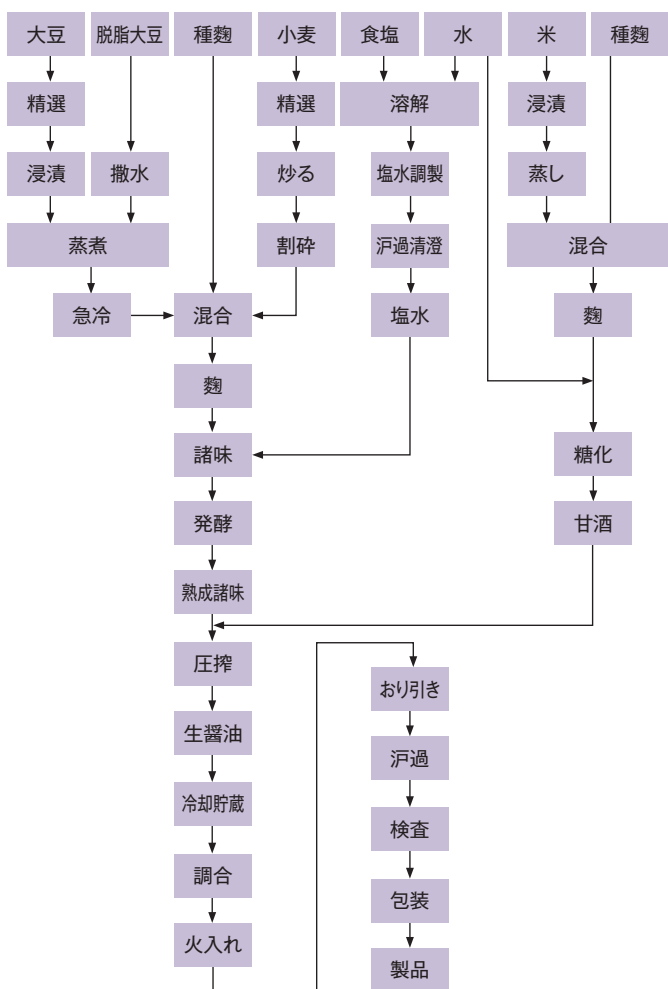 大豆
脱脂大豆
種麴
小麦
食塩
水
米
種麴
精選
精選
溶解
浸漬
浸漬
撒水
炒る
塩水調製
蒸し
蒸煮
割砕
沪過清澄
混合
急冷
混合
塩水
麴
麴
諸味
糖化
発酵
甘酒
熟成諸味
圧搾
おり引き
生醤油
沪過
冷却貯蔵
検査
調合
包装
火入れ
製品